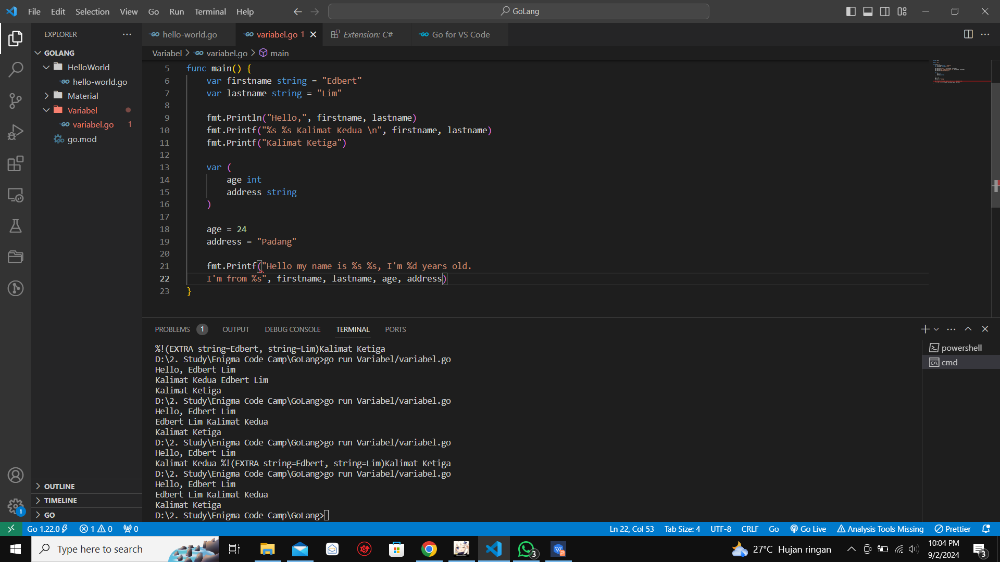 File Edit Selection View Go Run Terminal Help
GoLang
EXPLORER
hello-world.go
variabel.go 1
Extension: C#
Go for VS Code
GOLANG
HelloWorld
hello-world.go
Material
Variabel
variabel.go 1
go.mod
Variabel > variabel.go > main
5 func main() {
6 var firstname string = "Edbert"
7 var lastname string = "Lim"
8
9 fmt.Println("Hello,", firstname, lastname)
10 fmt.Printf("%s %s Kalimat Kedua \n", firstname, lastname)
11 fmt.Printf("Kalimat Ketiga")
12
13 var (
14 age int
15 address string
16 )
17
18 age = 24
19 address = "Padang"
20
21 fmt.Printf("Hello my name is %s %s, I'm %d years old.
22 I'm from %s", firstname, lastname, age, address)
23 }
PROBLEMS 1 OUTPUT DEBUG CONSOLE TERMINAL PORTS
%!(EXTRA string=Edbert, string=Lim)Kalimat Ketiga
D:\2. Study\Enigma Code Camp\GoLang>go run Variabel/variabel.go
Hello, Edbert Lim
Kalimat Kedua Edbert Lim
Kalimat Ketiga
D:\2. Study\Enigma Code Camp\GoLang>go run Variabel/variabel.go
Hello, Edbert Lim
Edbert Lim Kalimat Kedua
Kalimat Ketiga
D:\2. Study\Enigma Code Camp\GoLang>go run Variabel/variabel.go
Hello, Edbert Lim
Kalimat Kedua %!(EXTRA string=Edbert, string=Lim)Kalimat Ketiga
D:\2. Study\Enigma Code Camp\GoLang>go run Variabel/variabel.go
Hello, Edbert Lim
Edbert Lim Kalimat Kedua
Kalimat Ketiga
D:\2. Study\Enigma Code Camp\GoLang>
powershell
cmd
OUTLINE
TIMELINE
GO
1
Go 1.22.0 1 0 0
Ln 22, Col 53 Tab Size: 4 UTF-8 CRLF Go Go Live Analysis Tools Missing Prettier
Type here to search
3
27°C Hujan ringan
10:04 PM
9/2/2024
3